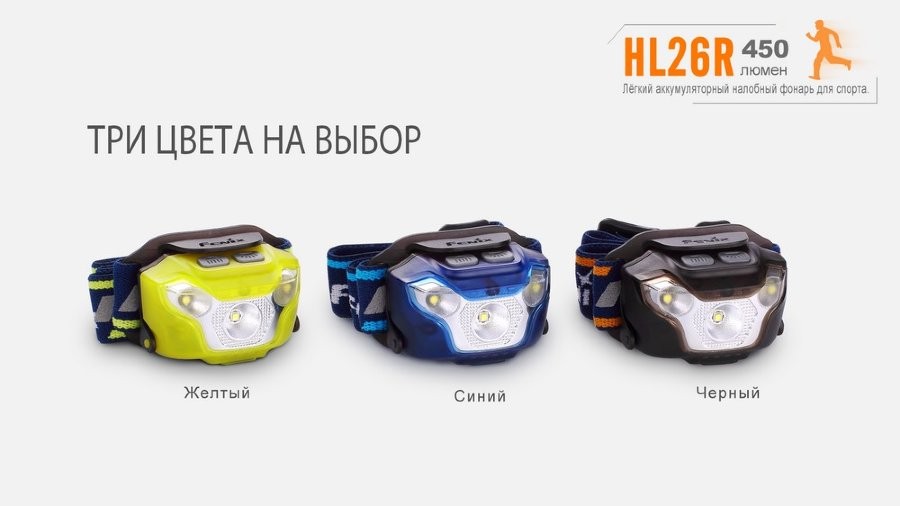 HL26R 450
люмен
Лёгкий аккумуляторный налобный фонарь для спорта.
ТРИ ЦВЕТА НА ВЫБОР
Fenix
Fenix
Fenix
Желтый
Синий
Черный